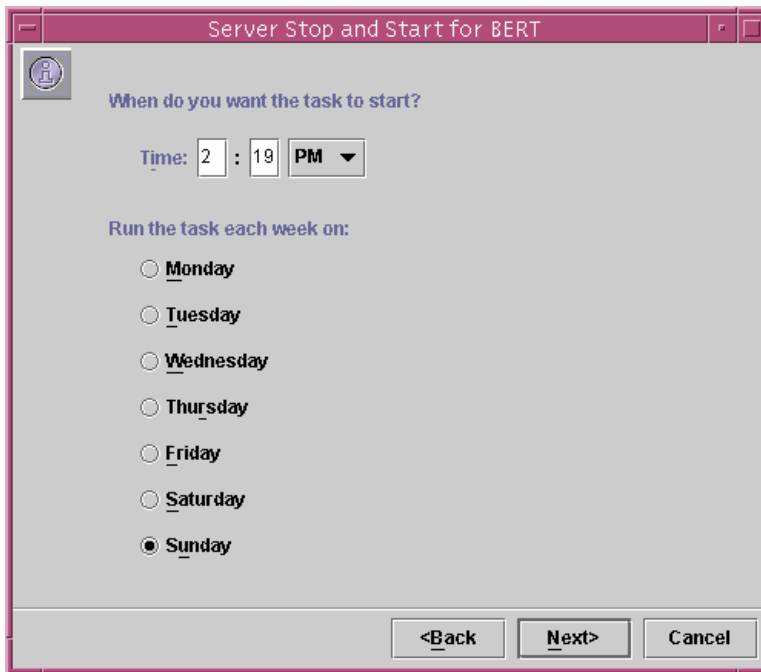 Server Stop and Start for BERT
When do you want the task to start?
Time: 2 : 19 PM
Run the task each week on:
Monday
Tuesday
Wednesday
Thursday
Friday
Saturday
Sunday
<Back Next> Cancel